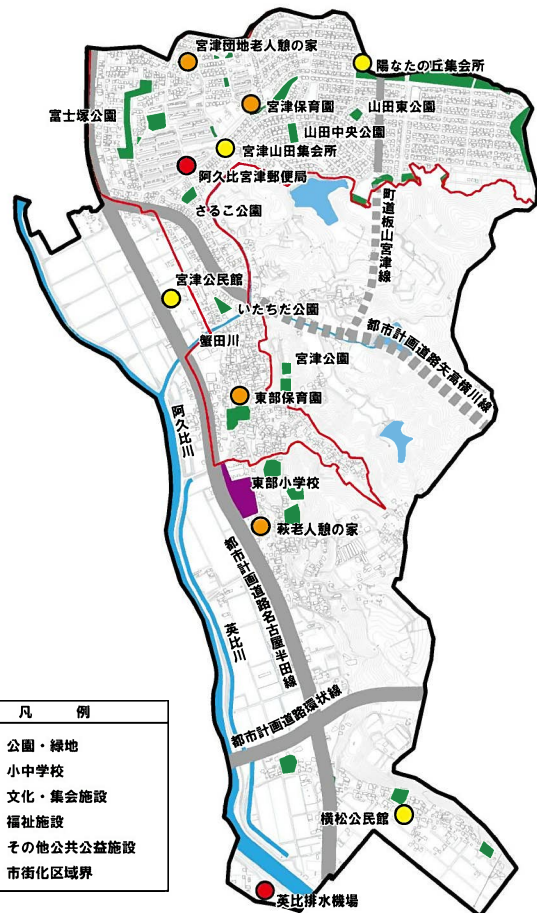 宮津団地老人憩の家
陽なたの丘集会所
宮津保育園
富士塚公園
山田東公園
山田中央公園
宮津山田集会所
阿久比宮津郵便局
さるこ公園
町道板山宮津線
宮津公民館
いたちだ公園
蟹田川
都市計画道路矢高横川線
宮津公園
東部保育園
阿久比川
東部小学校
萩老人憩の家
都市計画道路名古屋半田線
英比川
都市計画道路環状線
凡 例
公園・緑地
小中学校
文化・集会施設
福祉施設
その他公共公益施設
市街化区域界
横松公民館
英比排水機場